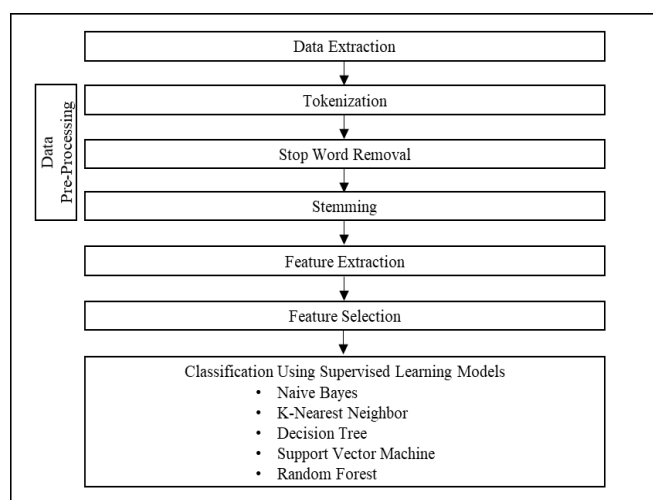 Data Extraction
Data
Pre-Processing
Tokenization
Stop Word Removal
Stemming
Feature Extraction
Feature Selection
Classification Using Supervised Learning Models
• Naive Bayes
• K-Nearest Neighbor
• Decision Tree
• Support Vector Machine
• Random Forest